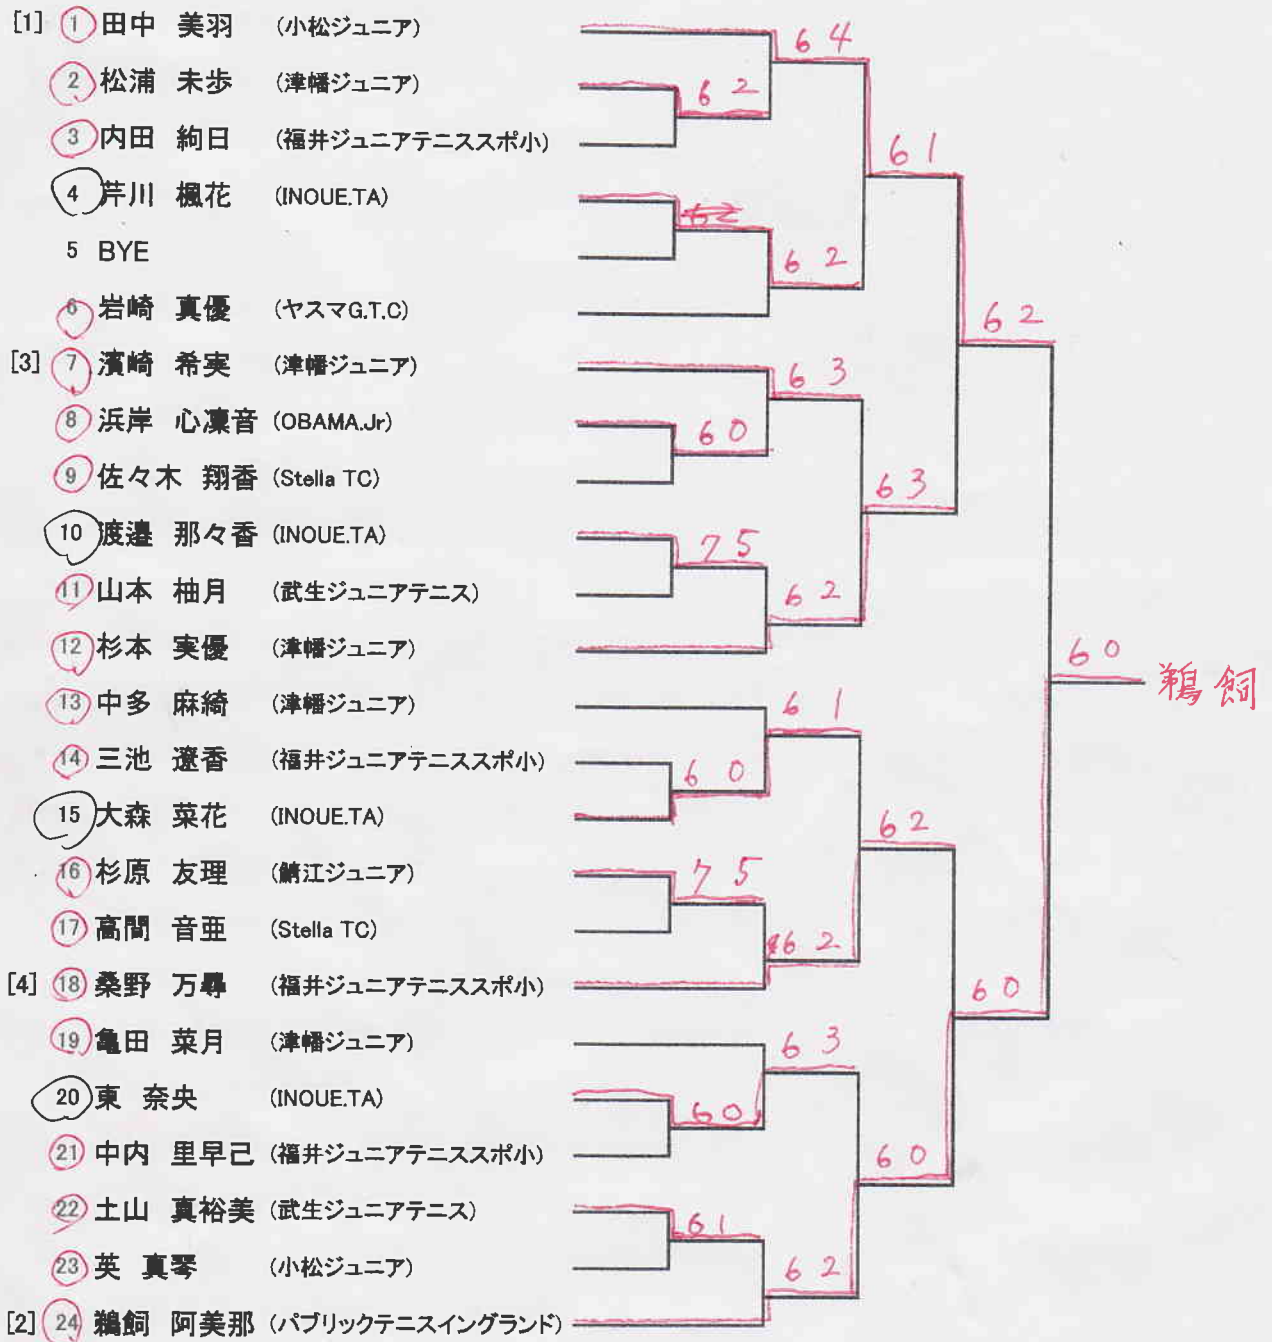 [1] 1 田中 美羽 (小松ジュニア)
64
2 松浦 未歩 (津幡ジュニア)
62
3 内田 絢日 (福井ジュニアテニススポ小)
61
4 芹川 楓花 (INOUE.TA)
62
5 BYE
62
6 岩崎 真優 (ヤスマG.T.C)
62
[3] 7 濱崎 希実 (津幡ジュニア)
63
8 浜岸 心凜音 (OBAMA.Jr)
60
9 佐々木 翔香 (Stella TC)
63
10 渡邉 那々香 (INOUE.TA)
75
11 山本 柚月 (武生ジュニアテニス)
62
12 杉本 実優 (津幡ジュニア)
60 鵜飼
13 中多 麻綺 (津幡ジュニア)
61
14 三池 遼香 (福井ジュニアテニススポ小)
60
15 大森 菜花 (INOUE.TA)
62
16 杉原 友理 (鯖江ジュニア)
75
17 高間 音亜 (Stella TC)
62
[4] 18 桑野 万尋 (福井ジュニアテニススポ小)
60
19 亀田 菜月 (津幡ジュニア)
63
20 東 奈央 (INOUE.TA)
60
21 中内 里早己 (福井ジュニアテニススポ小)
60
22 土山 真裕美 (武生ジュニアテニス)
61
23 英 真琴 (小松ジュニア)
62
[2] 24 鵜飼 阿美那 (パブリックテニスイングランド)